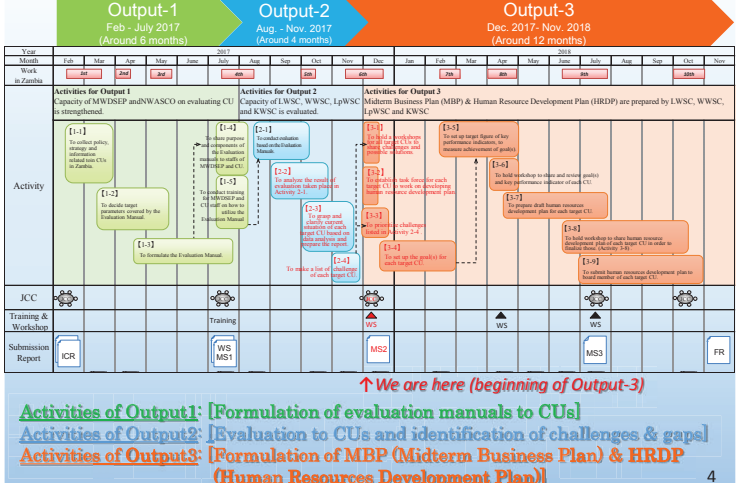 Output-1
Feb - July 2017
(Around 6 months)
Output-2
Aug. - Nov. 2017
(Around 4 months)
Output-3
Dec. 2017- Nov. 2018
(Around 12 months)
Year
2017
2018
Month
Feb
Mar
Apr
May
June
July
Aug
Sep
Oct
Nov
Dec
Jan
Feb
Mar
Apr
May
June
July
Aug
Sep
Oct
Nov
Work
in Zambia
1st
2nd
3rd
4th
5th
6th
7th
8th
9th
10th
Activity
Activities for Output 1
Capacity of MWDSEP andNWASCO on evaluating CU
is strengthened.
Activities for Output 2
Capacity of LWSC, WWSC, LpWSC
and KWSC is evaluated.
Activities for Output 3
Midterm Business Plan (MBP) & Human Resource Development Plan (HRDP) are prepared by LWSC, WWSC,
LpWSC and KWSC
【1-1】
To collect policy,
strategy and
information
related toin CUs
in Zambia.
【1-2】
To decide target
parameters covered by the
Evaluation Manual.
【1-3】
To formulate the Evaluation Manual.
【1-4】
To share purpose
and components of
the Evaluation
manuals to staffs of
MWDSEP and CU.
【1-5】
To conduct training
for MWDSEP and
CU staff on how to
utilize the
Evaluation Manual.
【2-1】
To conduct evaluation
based on the Evaluation
Manuals.
【2-2】
To analyze the result of
evaluation taken place in
Activity 2-1.
【2-3】
To grasp and
clarify current
situation of each
target CU based on
data analysis and
prepare the report.
【2-4】
To make a list of challenge
of each target CU.
【3-1】
To hold a workshops
for all target CUs to
share challenges and
possible solutions.
【3-2】
To establish task force for each
target CU to work on developing
human resource development plan.
【3-3】
To prioritize challenges
listed in Activity 2-4.
【3-4】
To set up the goal(s) for
each target CU.
【3-5】
To set up target figure of key
performance indicators, to
measure achievement of goal(s).
【3-6】
To hold workshop to share and review goal(s)
and key performance indicator of each CU.
【3-7】
To prepare draft human resource
development plan for each target CU.
【3-8】
To hold workshop to share human resource
development plan of each target CU in order to
finalize those (Activity 3-8).
【3-9】
To submit human resources development plan to
board member of each target CU.
JCC
JCC
JCC
JCC
JCC
JCC
Training &
Workshop
Training
WS
WS
WS
Submission
Report
ICR
WS
MS1
MS2
MS3
FR
↑We are here (beginning of Output-3)
Activities of Output1: [Formulation of evaluation manuals to CUs]
Activities of Output2: [Evaluation to CUs and identification of challenges & gaps]
Activities of Output3: [Formulation of MBP (Midterm Business Plan) & HRDP
(Human Resources Development Plan)]
4